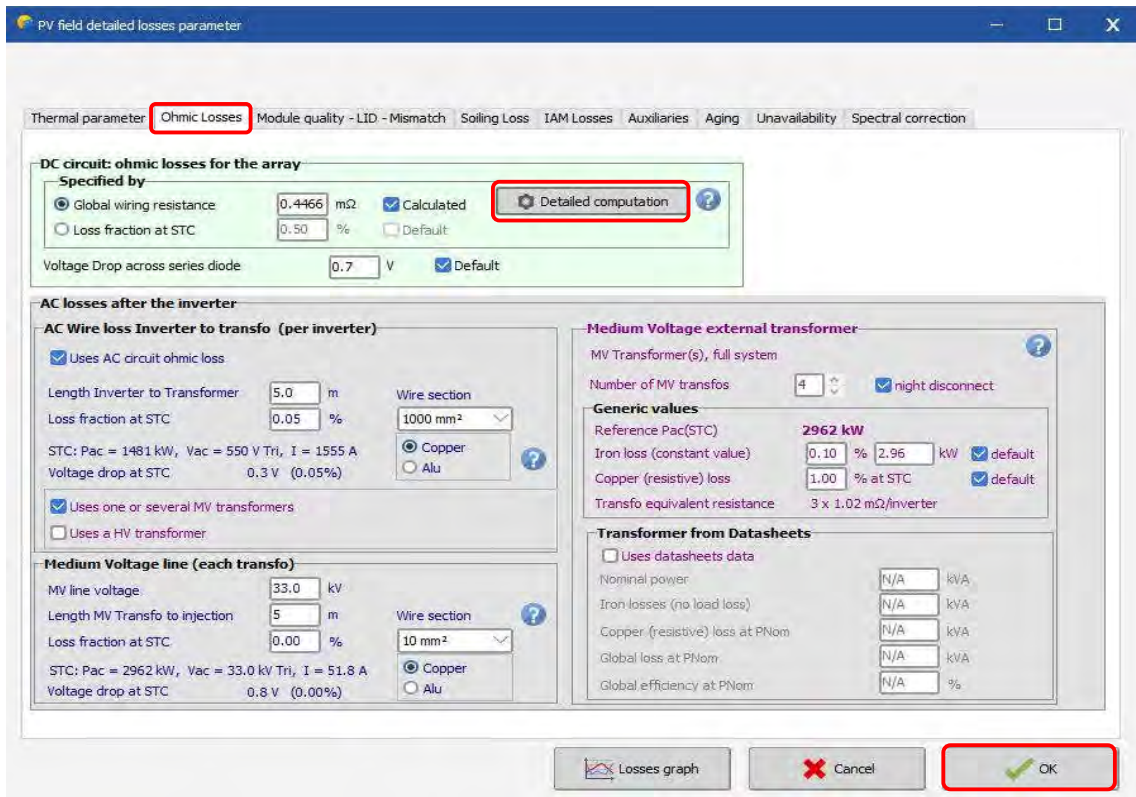 PV field detailed losses parameter
Thermal parameter Ohmic Losses Module quality - LID - Mismatch Soiling Loss IAM Losses Auxiliaries Aging Unavailability Spectral correction
DC circuit: ohmic losses for the array
Specified by
Global wiring resistance 0.4466 mΩ Calculated Detailed computation ?
Loss fraction at STC 0.50 % Default
Voltage Drop across series diode 0.7 V Default
AC losses after the inverter
AC Wire loss Inverter to transfo (per inverter)
Uses AC circuit ohmic loss
Length Inverter to Transformer 5.0 m Wire section
Loss fraction at STC 0.05 % 1000 mm²
STC: Pac = 1481 kW, Vac = 550 V Tri, I = 1555 A Copper
Voltage drop at STC 0.3 V (0.05%) Alu ?
Uses one or several MV transformers
Uses a HV transformer
Medium Voltage line (each transfo)
MV line voltage 33.0 kV
Length MV Transfo to injection 5 m Wire section ?
Loss fraction at STC 0.00 % 10 mm²
STC: Pac = 2962 kW, Vac = 33.0 kV Tri, I = 51.8 A Copper
Voltage drop at STC 0.8 V (0.00%) Alu
Medium Voltage external transformer
MV Transformer(s), full system ?
Number of MV transfos 4 night disconnect
Generic values
Reference Pac(STC) 2962 kW
Iron loss (constant value) 0.10 % 2.96 kW default
Copper (resistive) loss 1.00 % at STC default
Transfo equivalent resistance 3 x 1.02 mΩ/inverter
Transformer from Datasheets
Uses datasheets data
Nominal power N/A kVA
Iron losses (no load loss) N/A kVA
Copper (resistive) loss at PNom N/A kVA
Global loss at PNom N/A kVA
Global efficiency at PNom N/A %
Losses graph Cancel OK